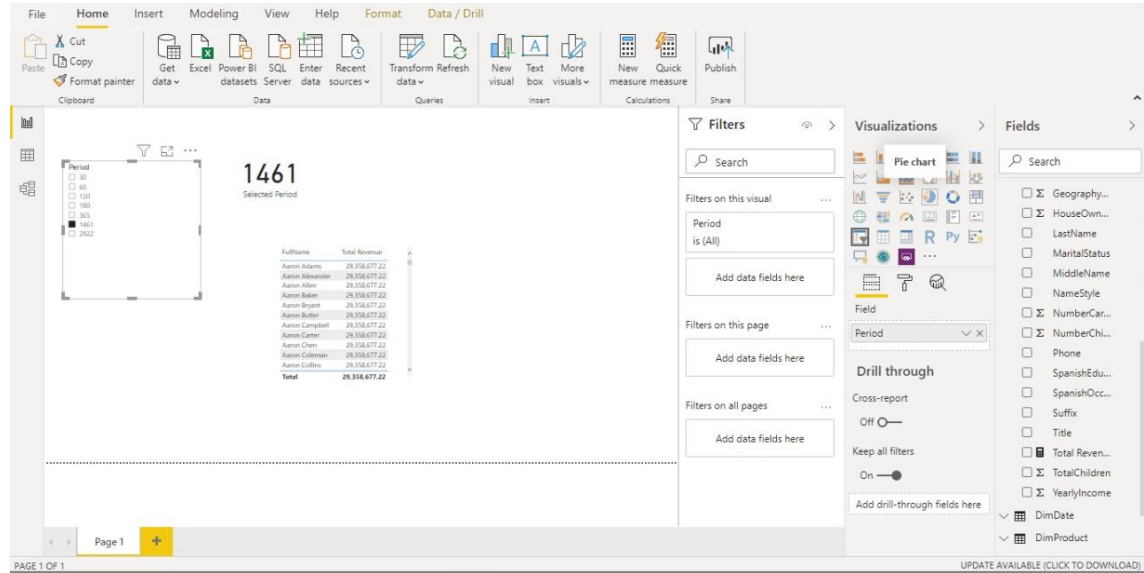 File Home Insert Modeling View Help Format Data / Drill
Paste
Cut
Copy
Format painter
Clipboard
Get data
Excel
Power BI datasets
SQL Server
Enter data
Recent sources
Data
Transform data
Refresh
Queries
New visual
Text box
More visuals
Insert
New measure
Quick measure
Calculations
Publish
Share
Period
30
60
120
180
365
1461
2922
1461
Selected Period
FullName Total Revenue
Aaron Adams 29,358,677.22
Aaron Alexander 29,358,677.22
Aaron Allen 29,358,677.22
Aaron Baker 29,358,677.22
Aaron Bryant 29,358,677.22
Aaron Butler 29,358,677.22
Aaron Campbell 29,358,677.22
Aaron Carter 29,358,677.22
Aaron Chen 29,358,677.22
Aaron Coleman 29,358,677.22
Aaron Collins 29,358,677.22
Total 29,358,677.22
Filters
Search
Filters on this visual ...
Period
is (All)
Add data fields here
Filters on this page ...
Add data fields here
Filters on all pages ...
Add data fields here
Visualizations
Pie chart
R Py
...
Field
Period
Drill through
Cross-report
Off
Keep all filters
On
Add drill-through fields here
Fields
Search
Σ Geography...
Σ HouseOwn...
LastName
MaritalStatus
MiddleName
NameStyle
Σ NumberCar...
Σ NumberChi...
Phone
SpanishEdu...
SpanishOcc...
Suffix
Title
Total Reven...
Σ TotalChildren
Σ YearlyIncome
DimDate
DimProduct
Page 1 +
PAGE 1 OF 1
UPDATE AVAILABLE (CLICK TO DOWNLOAD)